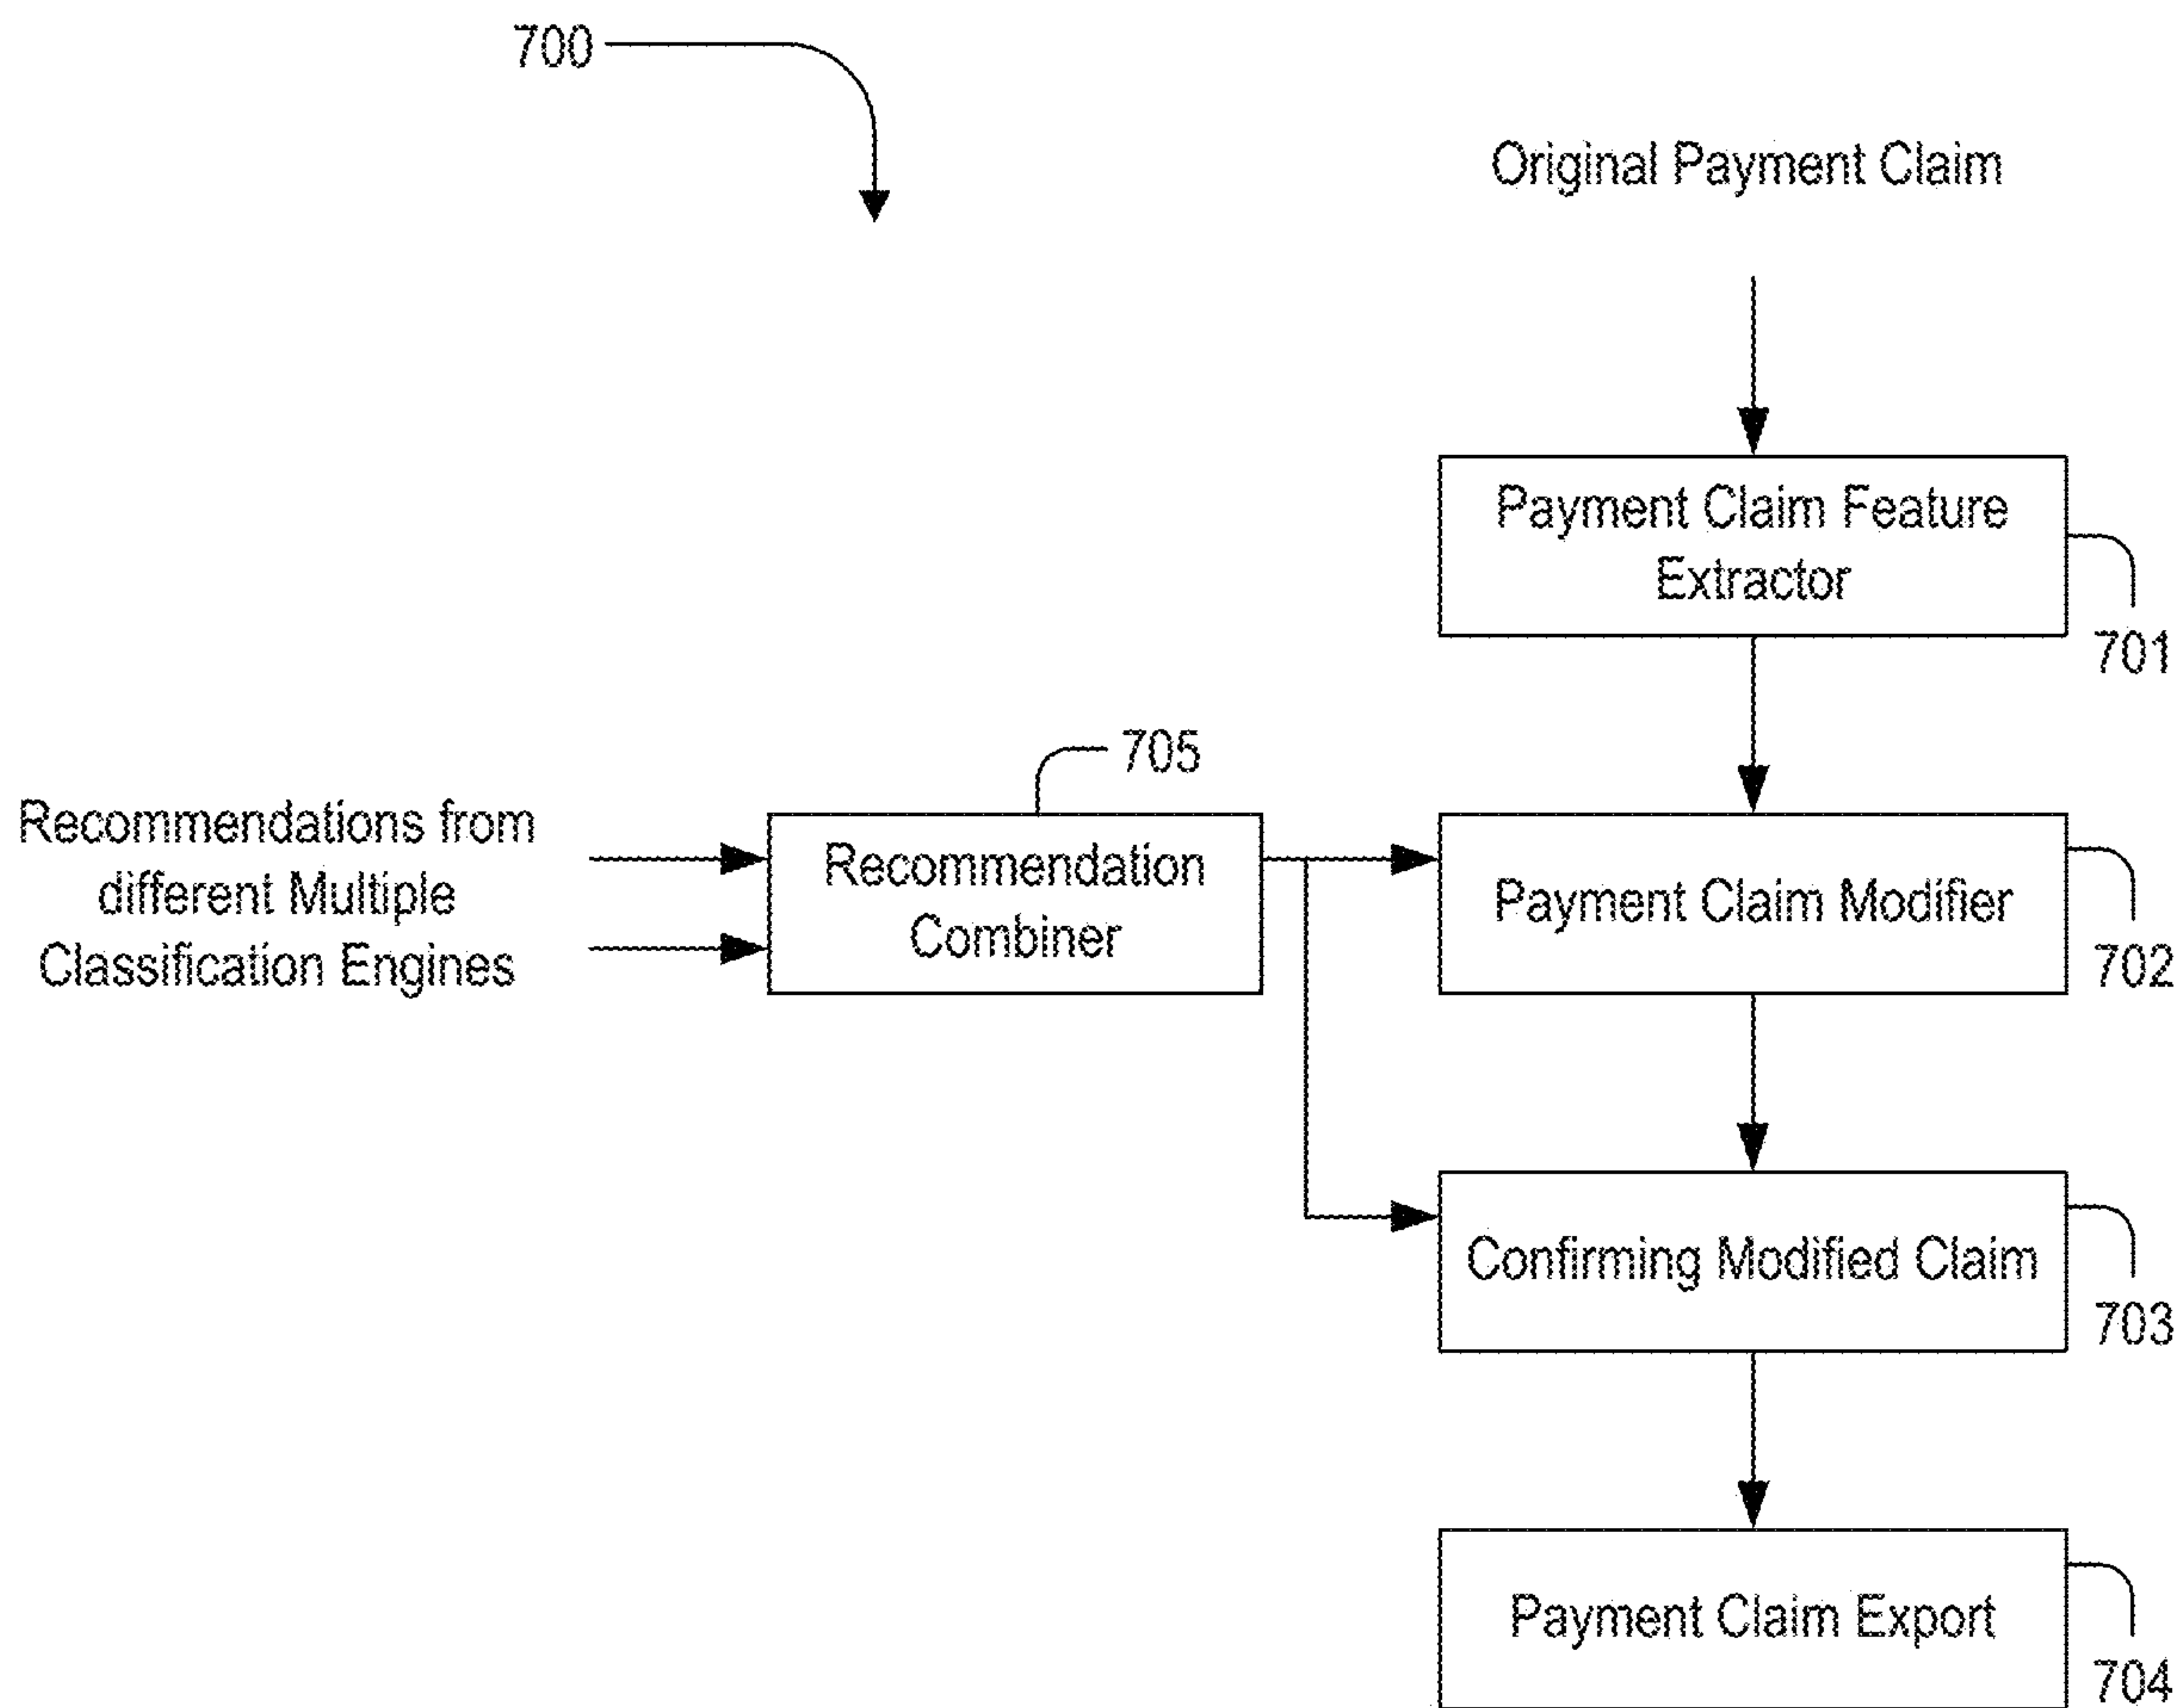 700
Original Payment Claim
Payment Claim Feature
Extractor
701
705
Recommendations from
different Multiple
Classification Engines
Recommendation
Combiner
Payment Claim Modifier
702
Confirming Modified Claim
703
Payment Claim Export
704